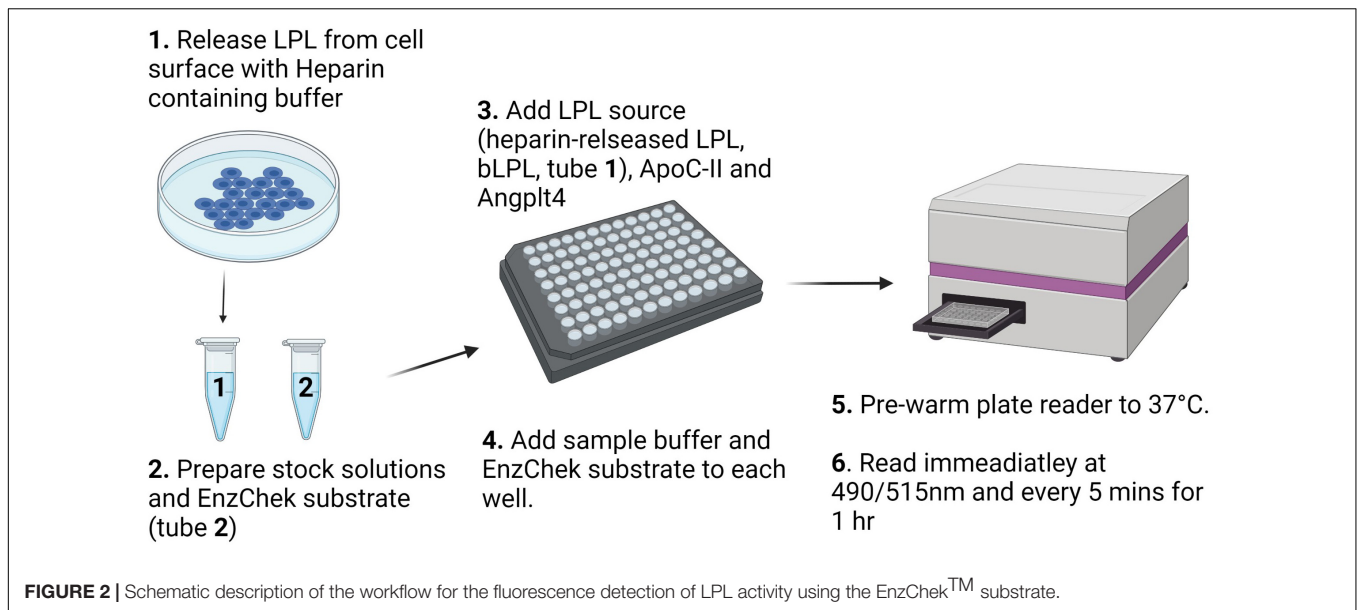 1. Release LPL from cell
surface with Heparin
containing buffer
1
2
2. Prepare stock solutions
and EnzChek substrate
(tube 2)
3. Add LPL source
(heparin-relseased LPL,
bLPL, tube 1), ApoC-II and
Angplt4
4. Add sample buffer and
EnzChek substrate to each
well.
5. Pre-warm plate reader to 37°C.
6. Read immeadiatley at
490/515nm and every 5 mins for
1 hr
FIGURE 2 | Schematic description of the workflow for the fluorescence detection of LPL activity using the EnzChek™ substrate.